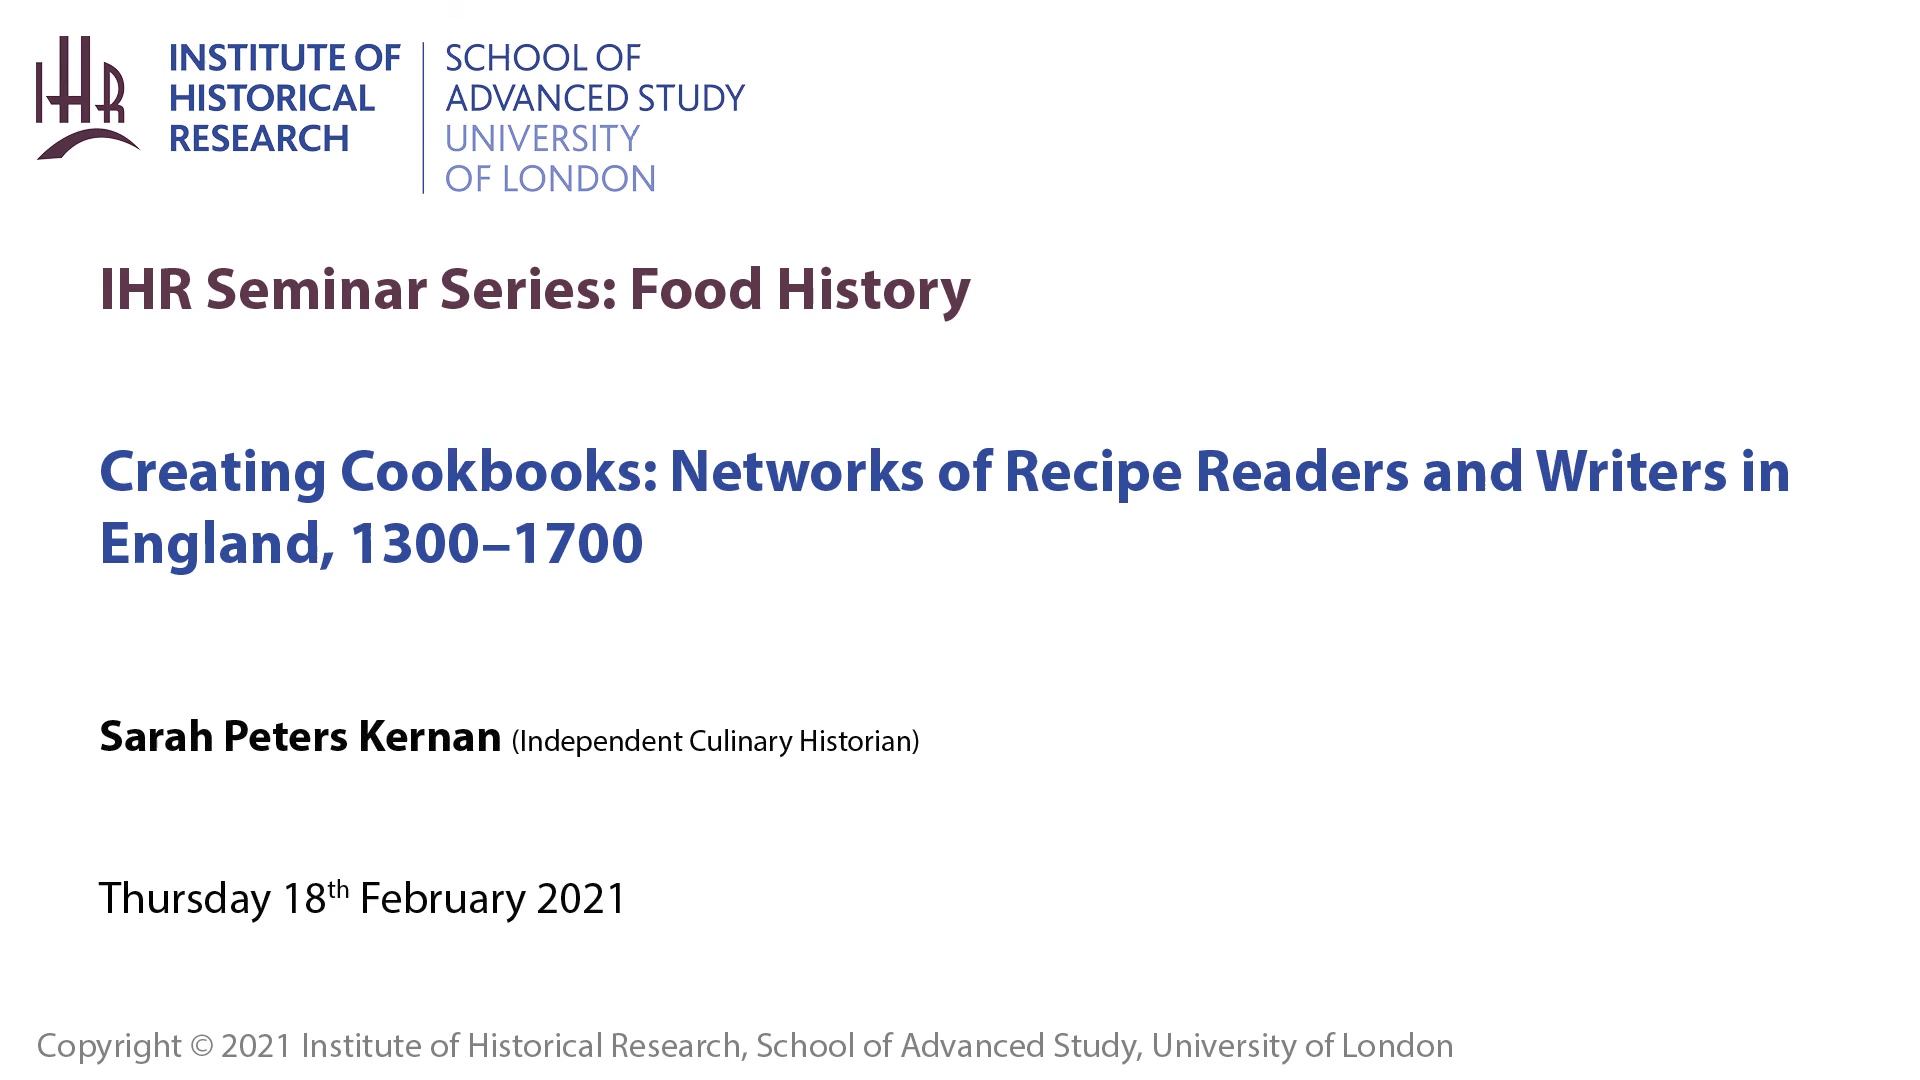 IHR
INSTITUTE OF
HISTORICAL
RESEARCH
SCHOOL OF
ADVANCED STUDY
UNIVERSITY
OF LONDON
IHR Seminar Series: Food History
Creating Cookbooks: Networks of Recipe Readers and Writers in
England, 1300–1700
Sarah Peters Kernan (Independent Culinary Historian)
Thursday 18th February 2021
Copyright © 2021 Institute of Historical Research, School of Advanced Study, University of London